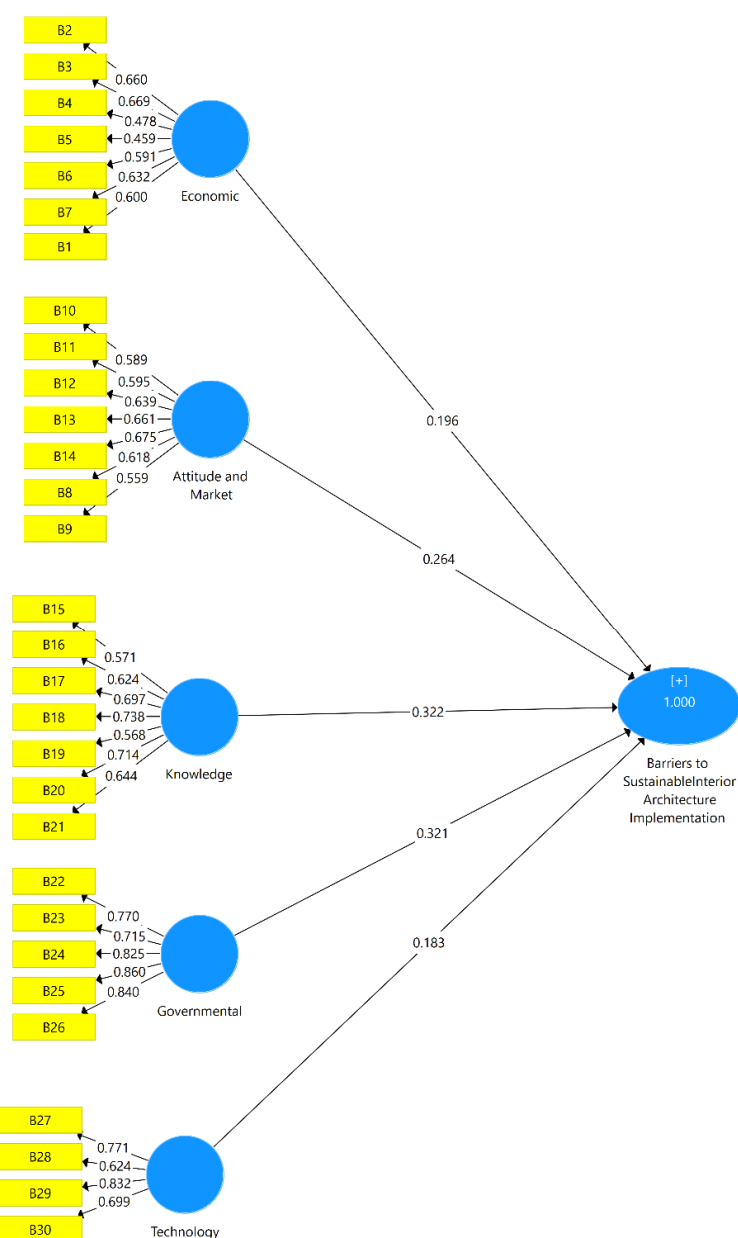 B2
B3
B4
B5
B6
B7
B1
0.660
0.669
0.478
0.459
0.591
0.632
0.600
Economic
B10
B11
B12
B13
B14
B8
B9
0.589
0.595
0.639
0.661
0.675
0.618
0.559
Attitude and
Market
B15
B16
B17
B18
B19
B20
B21
0.571
0.624
0.697
0.738
0.568
0.714
0.644
Knowledge
B22
B23
B24
B25
B26
0.770
0.715
0.825
0.860
0.840
Governmental
B27
B28
B29
B30
0.771
0.624
0.832
0.699
Technology
0.196
0.264
0.322
0.321
0.183
[+]
1.000
Barriers to
SustainableInterior
Architecture
Implementation